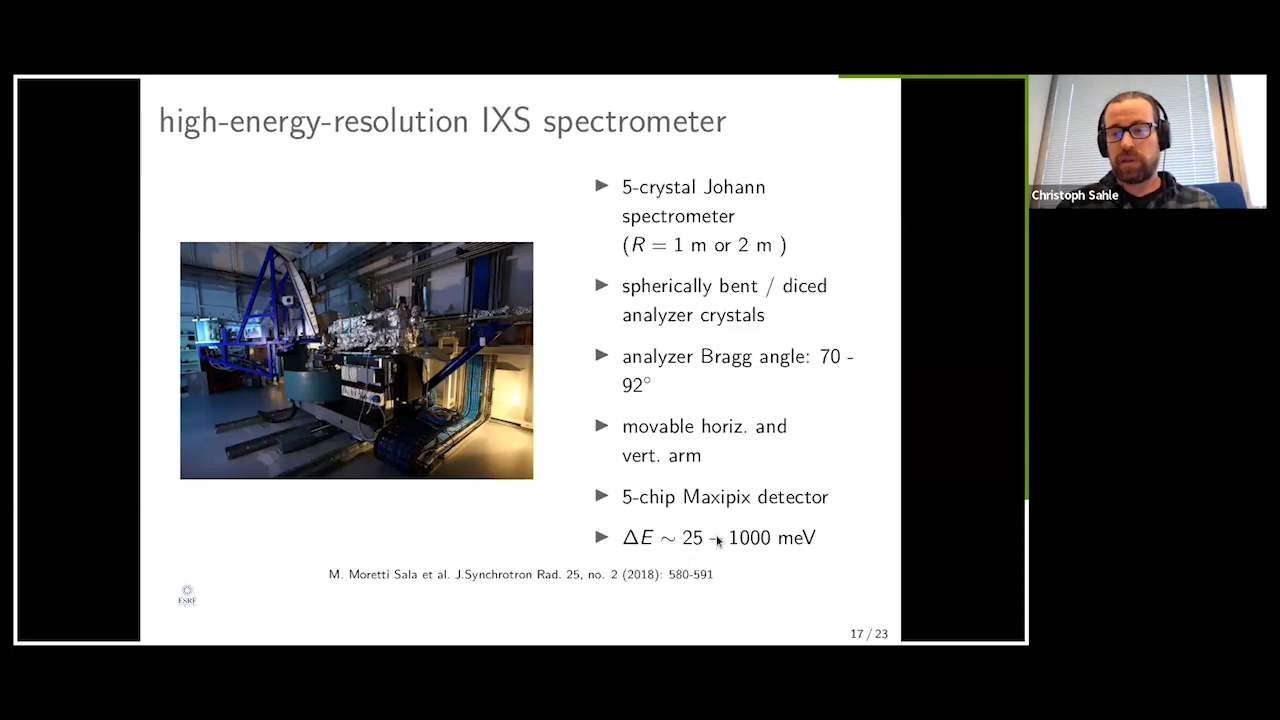 high-energy-resolution IXS spectrometer
▶ 5-crystal Johann
spectrometer
(R = 1 m or 2 m )
▶ spherically bent / diced
analyzer crystals
▶ analyzer Bragg angle: 70 -
92°
▶ movable horiz. and
vert. arm
▶ 5-chip Maxipix detector
▶ ΔE ∼ 25 – 1000 meV
M. Moretti Sala et al. J.Synchrotron Rad. 25, no. 2 (2018): 580-591
ESRF
17 / 23
Christoph Sahle